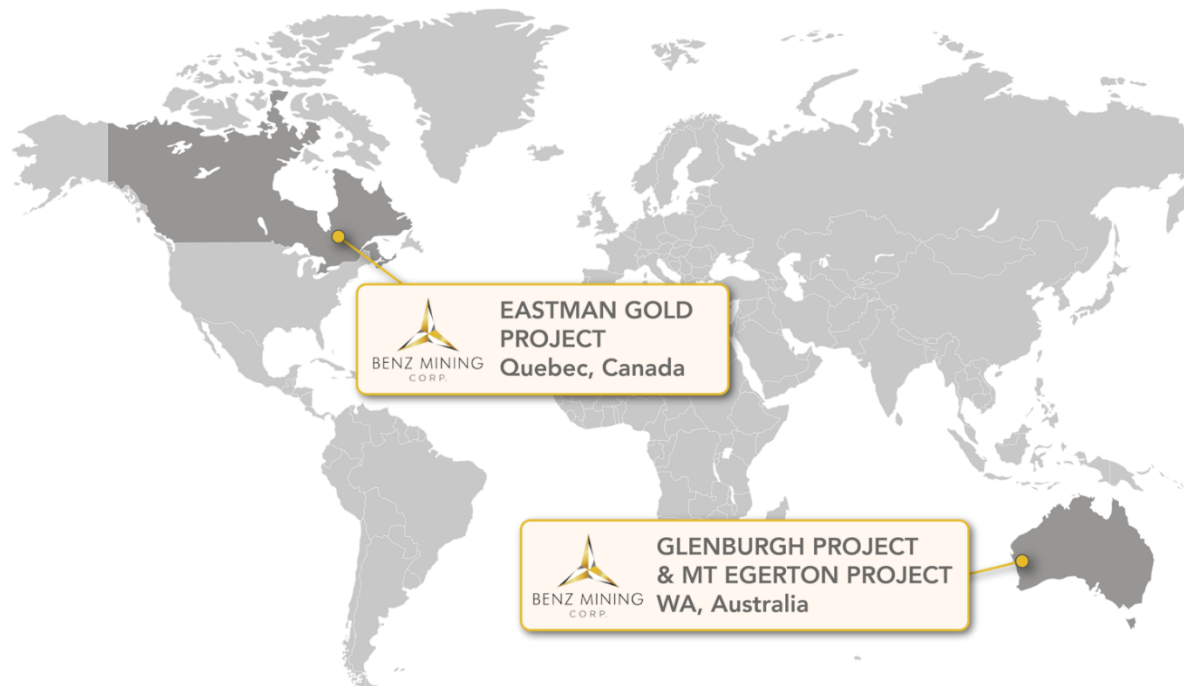 EASTMAN GOLD
PROJECT
Quebec, Canada
BENZ MINING
CORP.
GLENBURGH PROJECT
& MT EGERTON PROJECT
WA, Australia
BENZ MINING
CORP.